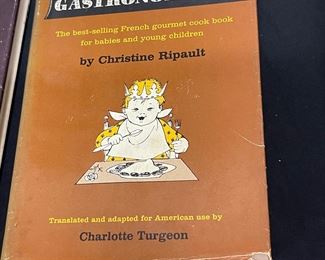 The best-selling French gourmet cook book
for babies and young children
by Christine Ripault
Translated and adapted for American use by
Charlotte Turgeon